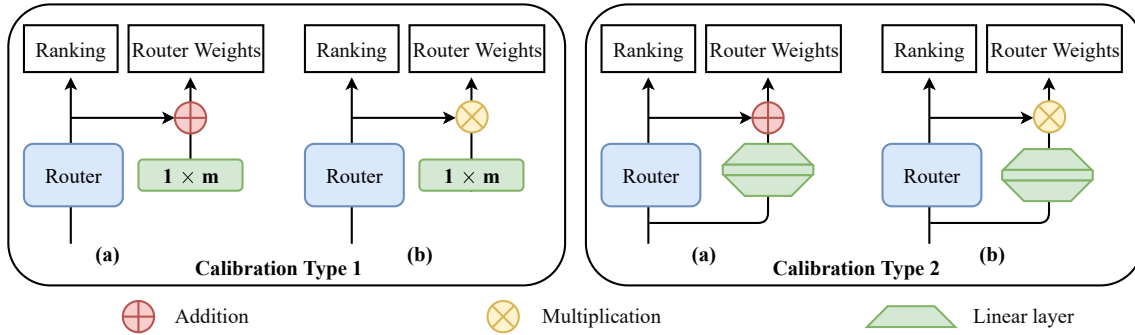 Ranking
Router Weights
Ranking
Router Weights
Router
1 × m
Router
1 × m
(a)
(b)
Calibration Type 1
Ranking
Router Weights
Ranking
Router Weights
Router
Router
(a)
(b)
Calibration Type 2
Addition
Multiplication
Linear layer